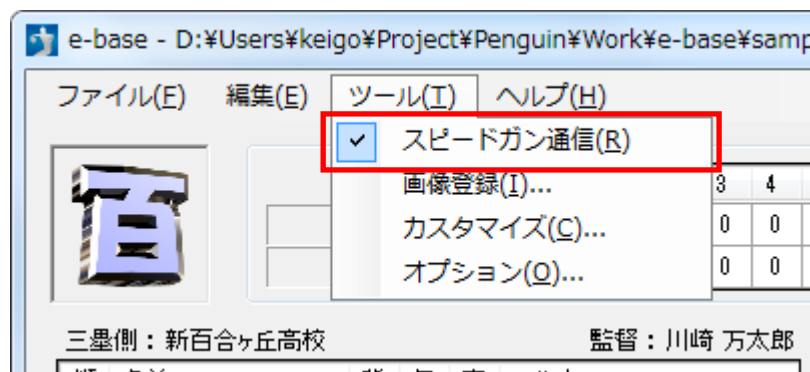 e-base - D:¥Users¥keigo¥Project¥Penguin¥Work¥e-base¥samp
ファイル(F) 編集(E) ツール(T) ヘルプ(H)
スピードガン通信(R)
画像登録(I)...
カスタマイズ(C)...
オプション(O)...
百
3 4
0 0
0 0
三塁側：新百合ヶ丘高校 監督：川崎 万太郎